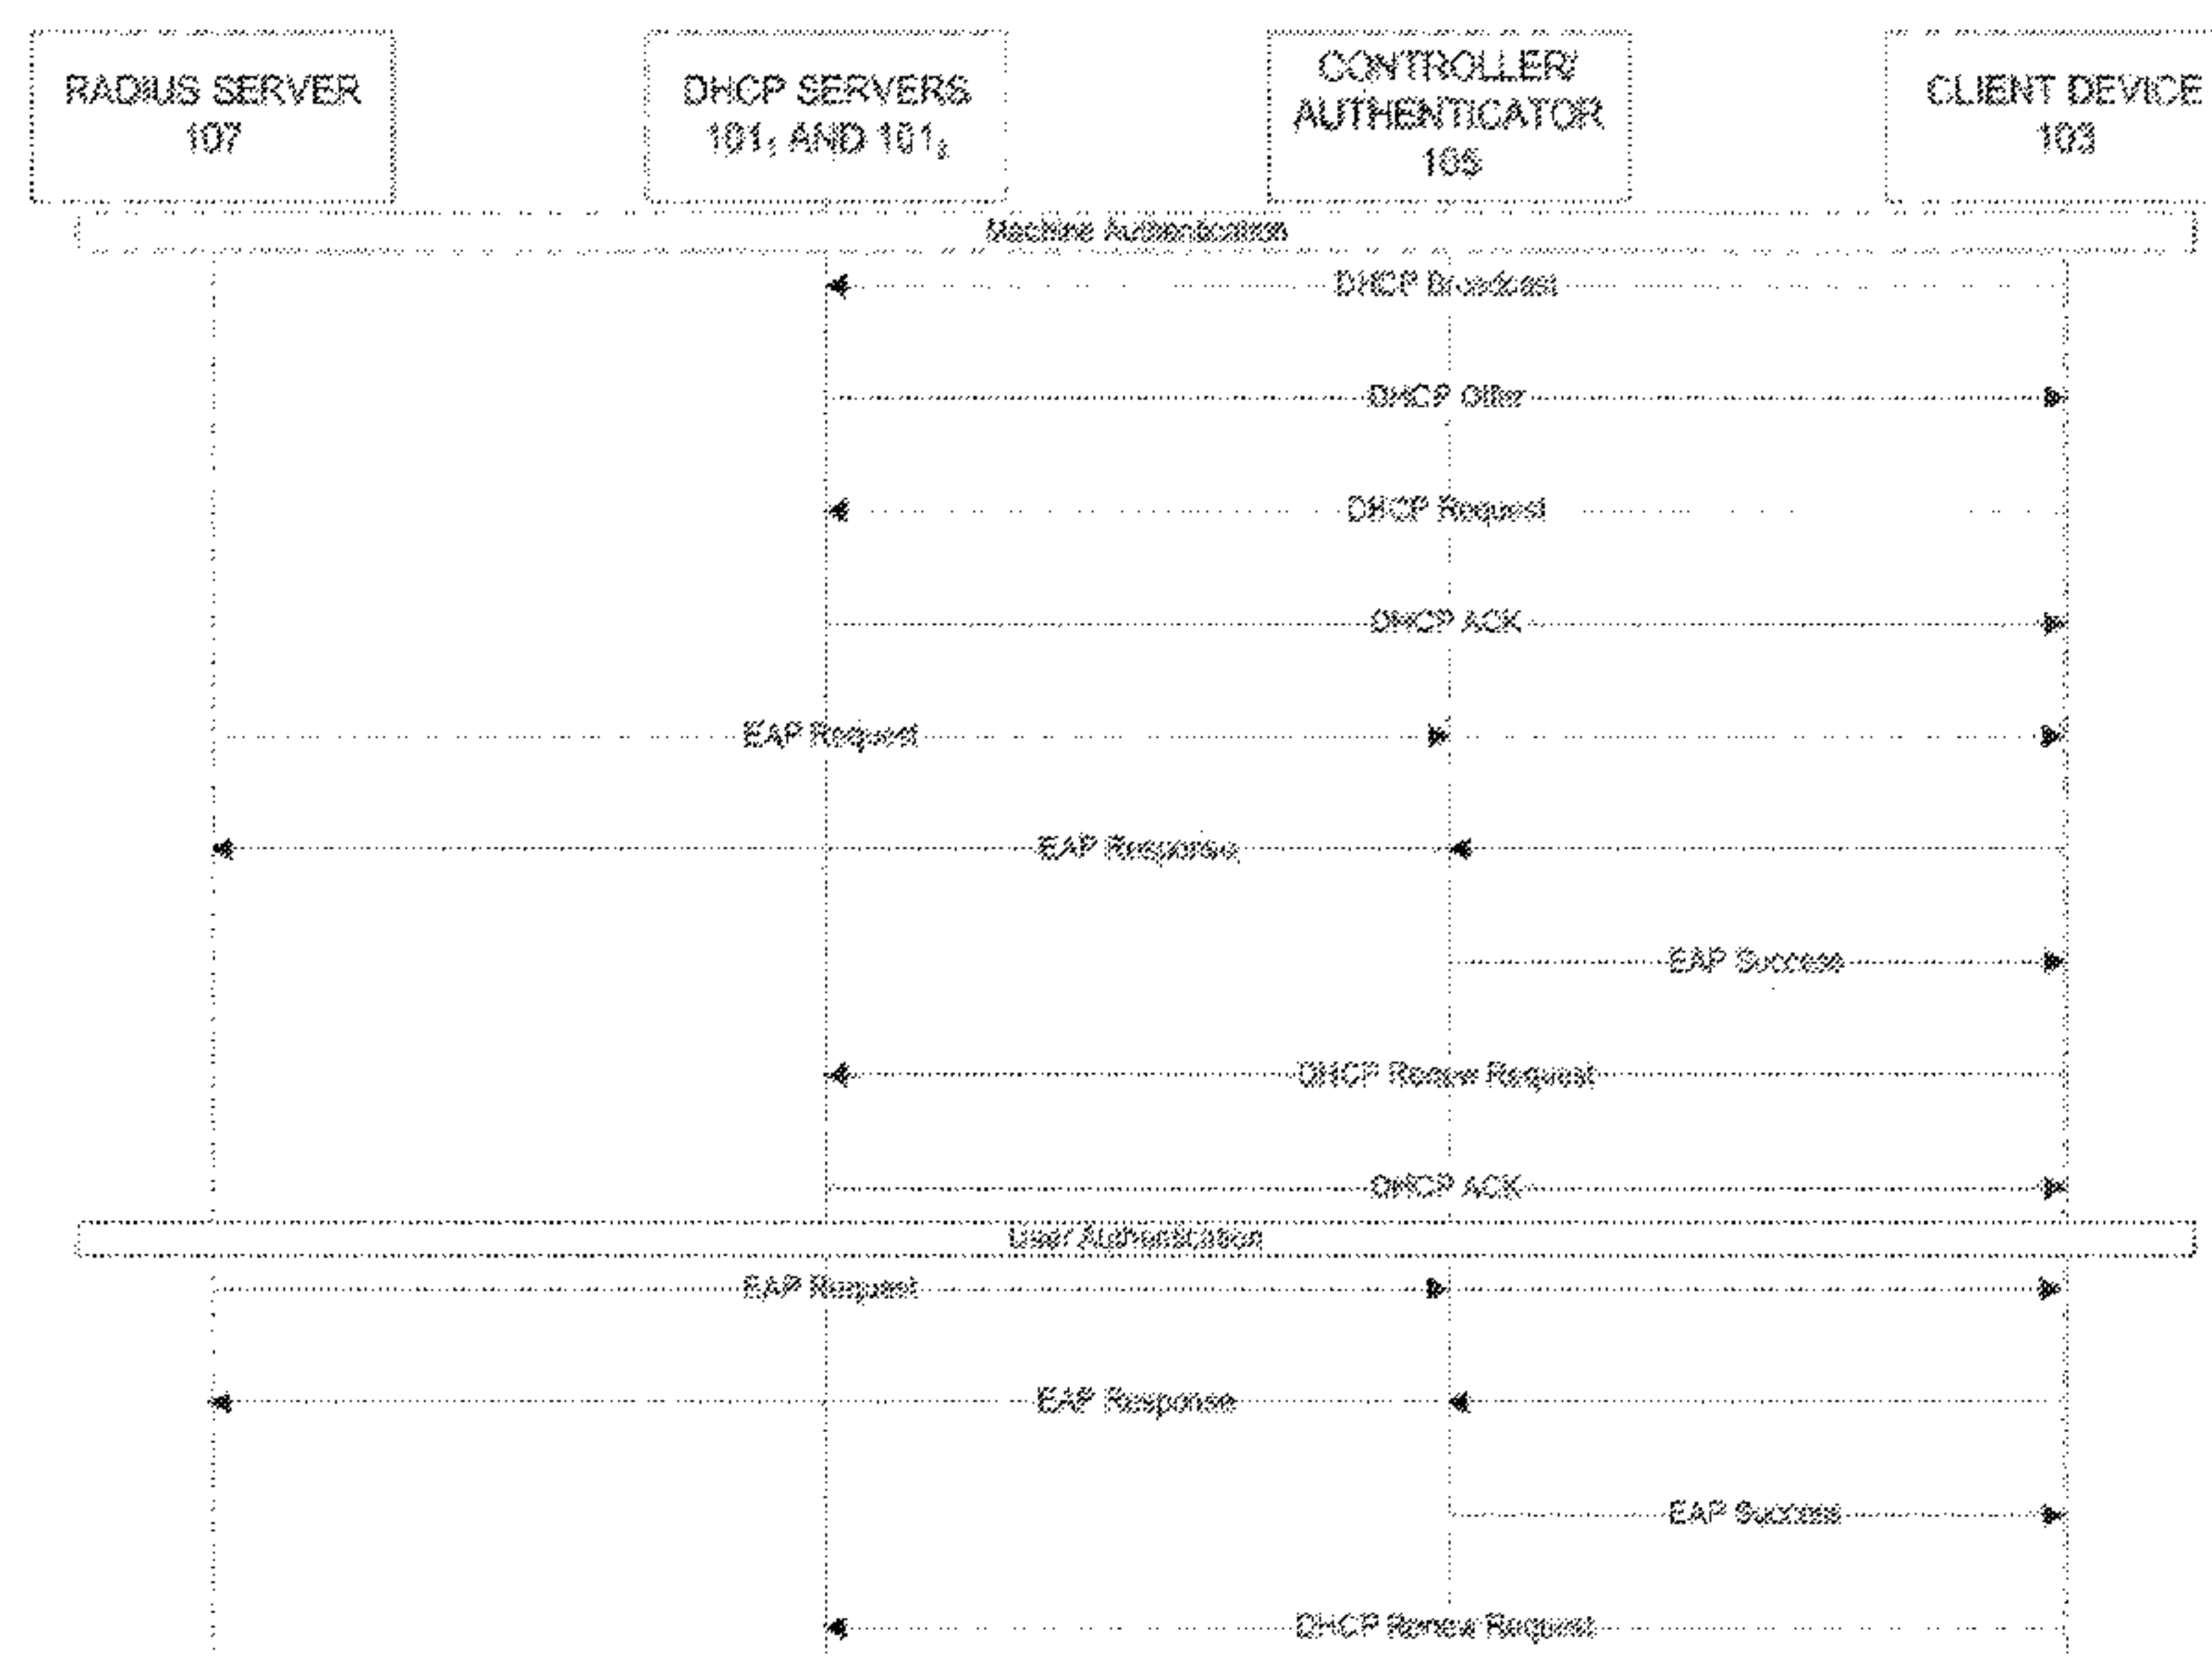 RADIUS SERVER
107
DHCP SERVERS
101₁ AND 101₂
CONTROLLER/
AUTHENTICATOR
105
CLIENT DEVICE
103
Machine Authentication
DHCP Broadcast
DHCP Offer
DHCP Request
DHCP ACK
EAP Request
EAP Response
EAP Success
DHCP Renew Request
DHCP ACK
User Authentication
EAP Request
EAP Response
EAP Success
DHCP Renew Request